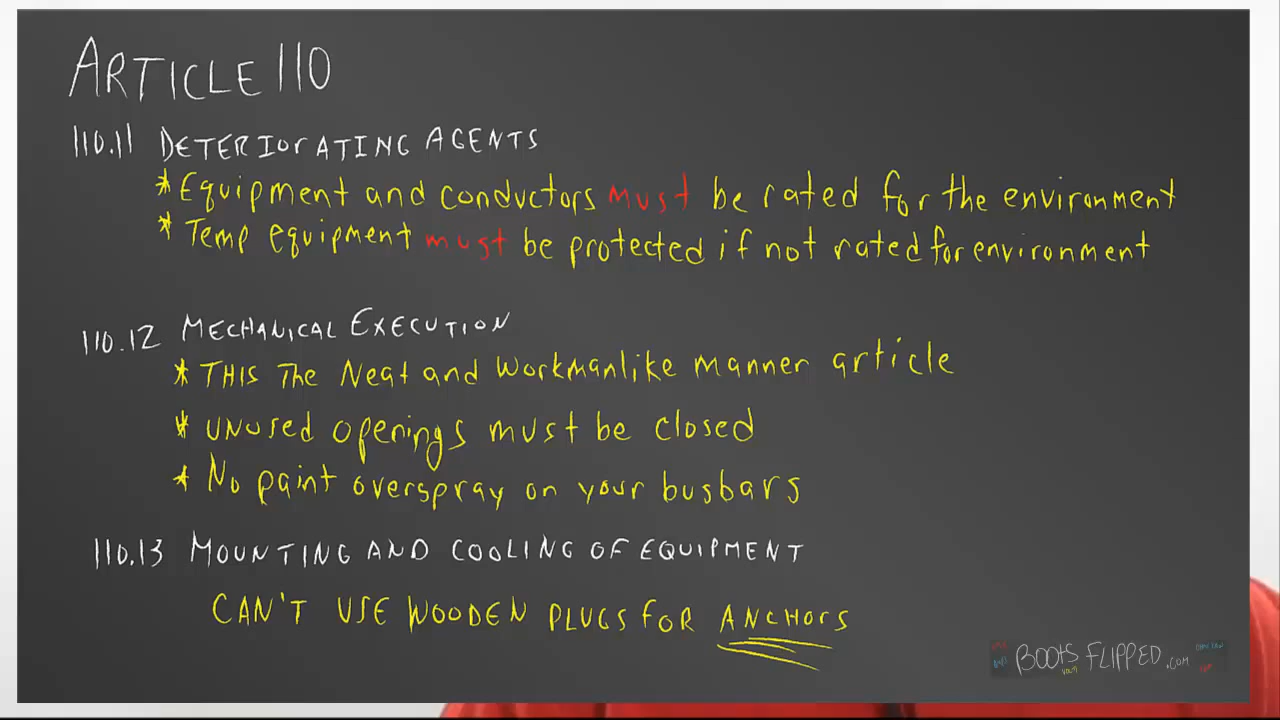 ARTICLE 110
110.11 DETERIORATING AGENTS
* Equipment and conductors must be rated for the environment
* Temp equipment must be protected if not rated for environment
110.12 MECHANICAL EXECUTION
* THIS The Neat and Workmanlike manner article
* unused openings must be closed
* No paint overspray on your busbars
110.13 MOUNTING AND COOLING OF EQUIPMENT
CAN'T USE WOODEN PLUGS FOR ANCHORS
BOOTS FLIPPED.COM